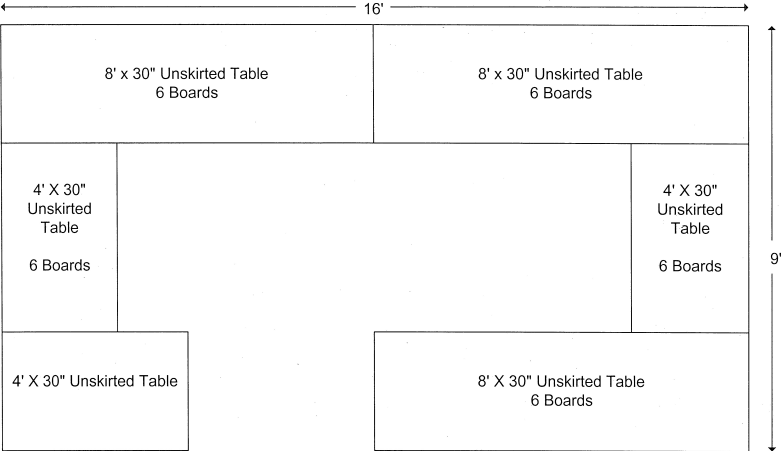 16'
8' x 30" Unskirted Table
6 Boards
8' x 30" Unskirted Table
6 Boards
4' X 30"
Unskirted
Table
6 Boards
4' X 30"
Unskirted
Table
6 Boards
9'
4' X 30" Unskirted Table
8' X 30" Unskirted Table
6 Boards